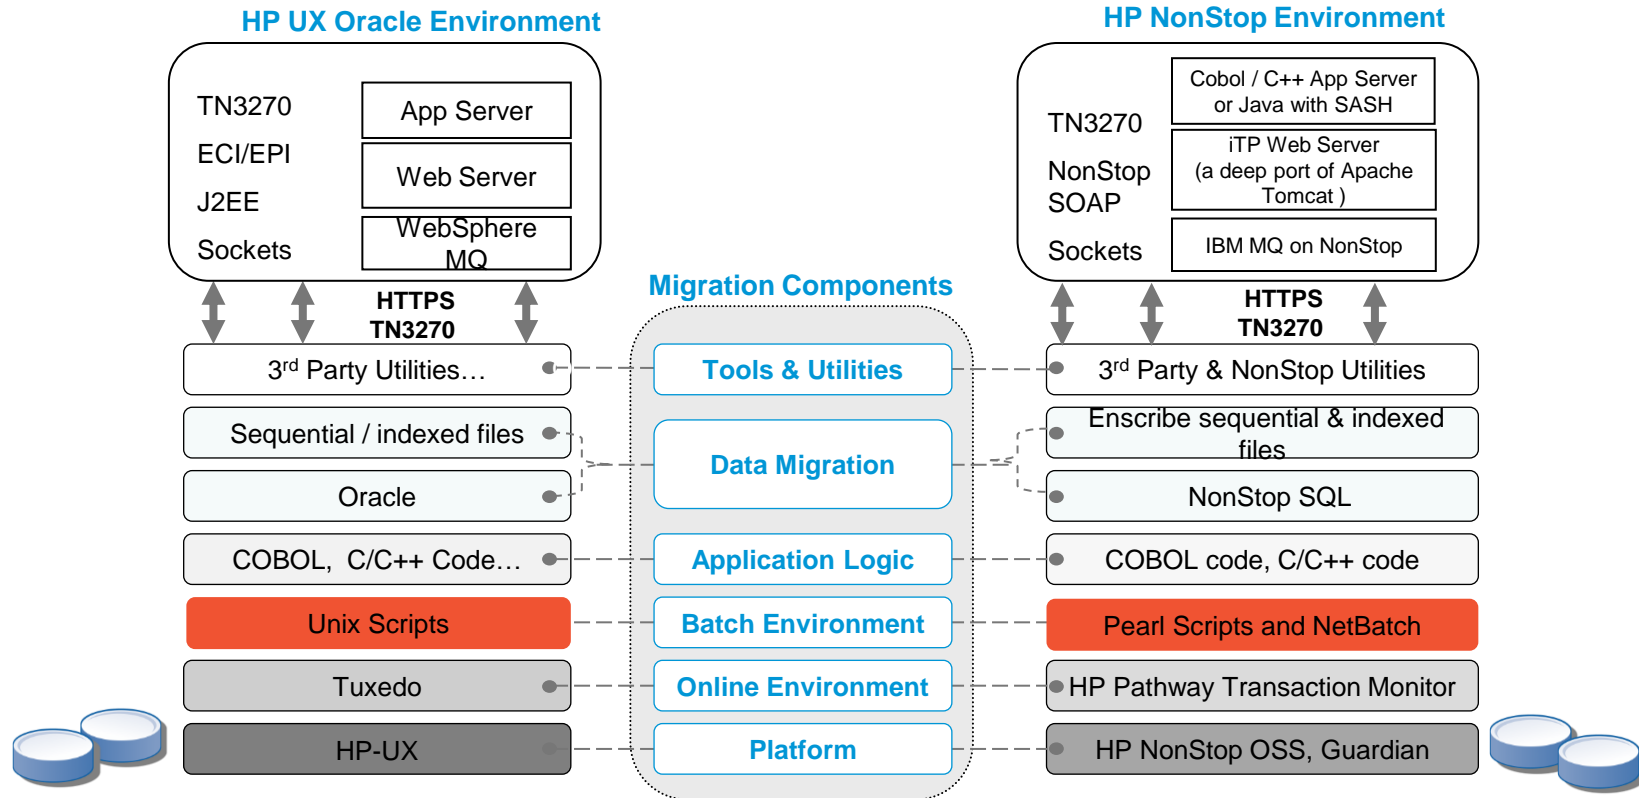 HP UX Oracle Environment
TN3270
ECI/EPI
J2EE
Sockets
App Server
Web Server
WebSphere
MQ
HTTPS
TN3270
3rd Party Utilities…
Sequential / indexed files
Oracle
COBOL, C/C++ Code…
Unix Scripts
Tuxedo
HP-UX
Migration Components
Tools & Utilities
Data Migration
Application Logic
Batch Environment
Online Environment
Platform
HP NonStop Environment
TN3270
NonStop
SOAP
Sockets
Cobol / C++ App Server
or Java with SASH
iTP Web Server
(a deep port of Apache
Tomcat )
IBM MQ on NonStop
HTTPS
TN3270
3rd Party & NonStop Utilities
Enscribe sequential & indexed
files
NonStop SQL
COBOL code, C/C++ code
Pearl Scripts and NetBatch
HP Pathway Transaction Monitor
HP NonStop OSS, Guardian